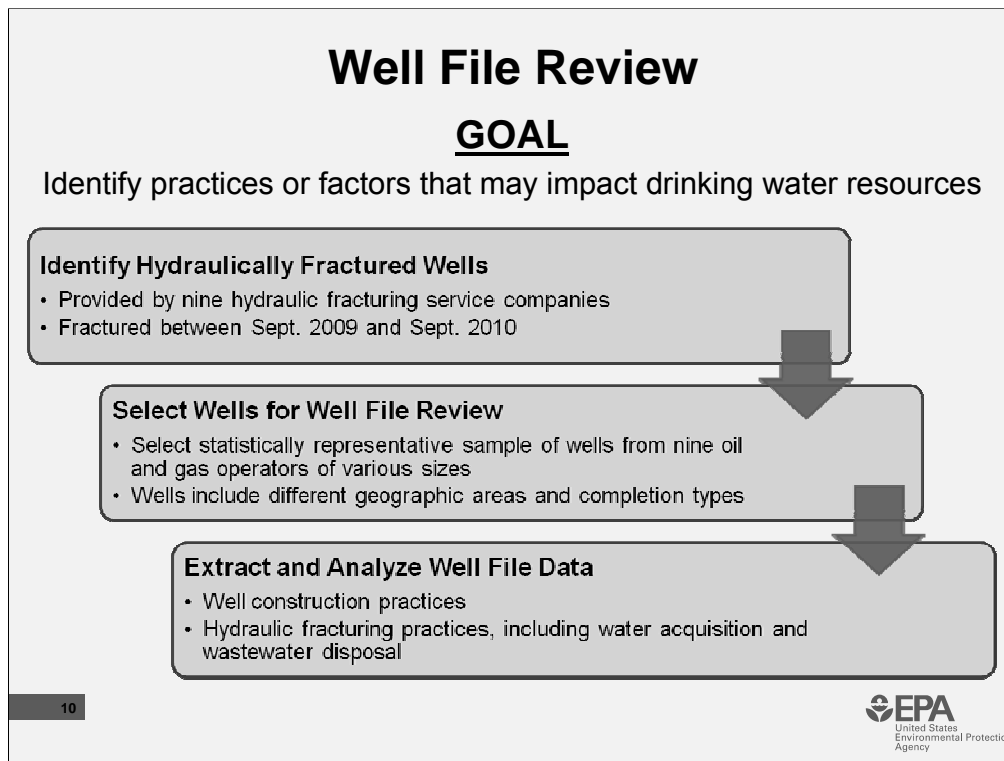 Well File Review
GOAL
Identify practices or factors that may impact drinking water resources
Identify Hydraulically Fractured Wells
• Provided by nine hydraulic fracturing service companies
• Fractured between Sept. 2009 and Sept. 2010
Select Wells for Well File Review
• Select statistically representative sample of wells from nine oil
and gas operators of various sizes
• Wells include different geographic areas and completion types
Extract and Analyze Well File Data
• Well construction practices
• Hydraulic fracturing practices, including water acquisition and
wastewater disposal
10
EPA
United States
Environmental Protectio
Agency